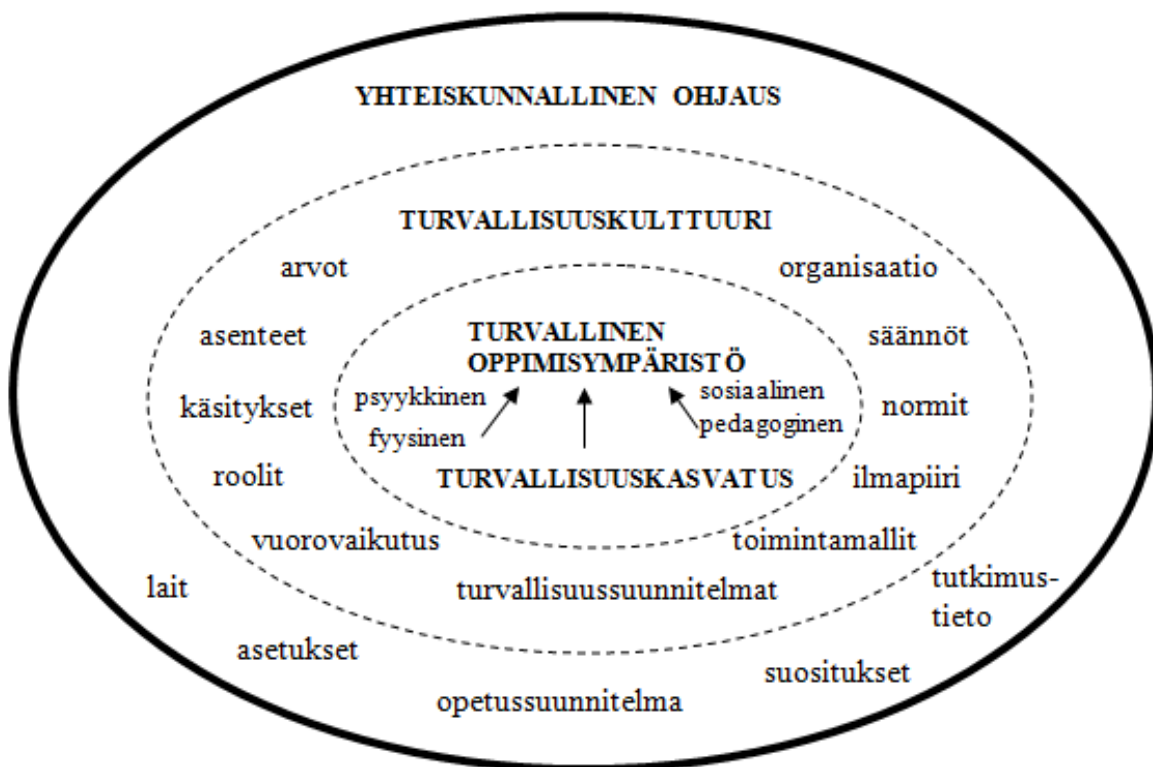 YHTEISKUNNALLINEN OHJAUS
TURVALLISUUSKULTTUURI
arvot
organisaatio
TURVALLINEN
OPPIMISYMPÄRISTÖ
asenteet
säännöt
psyykkinen
sosiaalinen
käsitykset
normit
fyysinen
pedagoginen
roolit
TURVALLISUUSKASVATUS
ilmapiiri
vuorovaikutus
toimintamallit
lait
turvallisuussuunnitelmat
tutkimus-
tieto
asetukset
suositukset
opetussuunnitelma